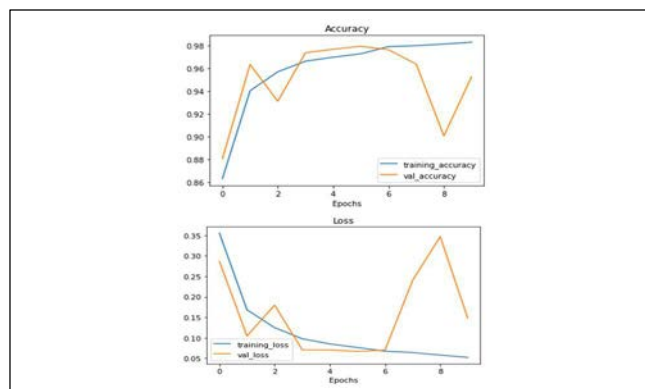 Accuracy
0.98
0.96
0.94
0.92
0.90
0.88
0.86
training_accuracy
val_accuracy
0 2 4 6 8
Epochs
Loss
0.35
0.30
0.25
0.20
0.15
0.10
0.05
training_loss
val_loss
0 2 4 6 8
Epochs